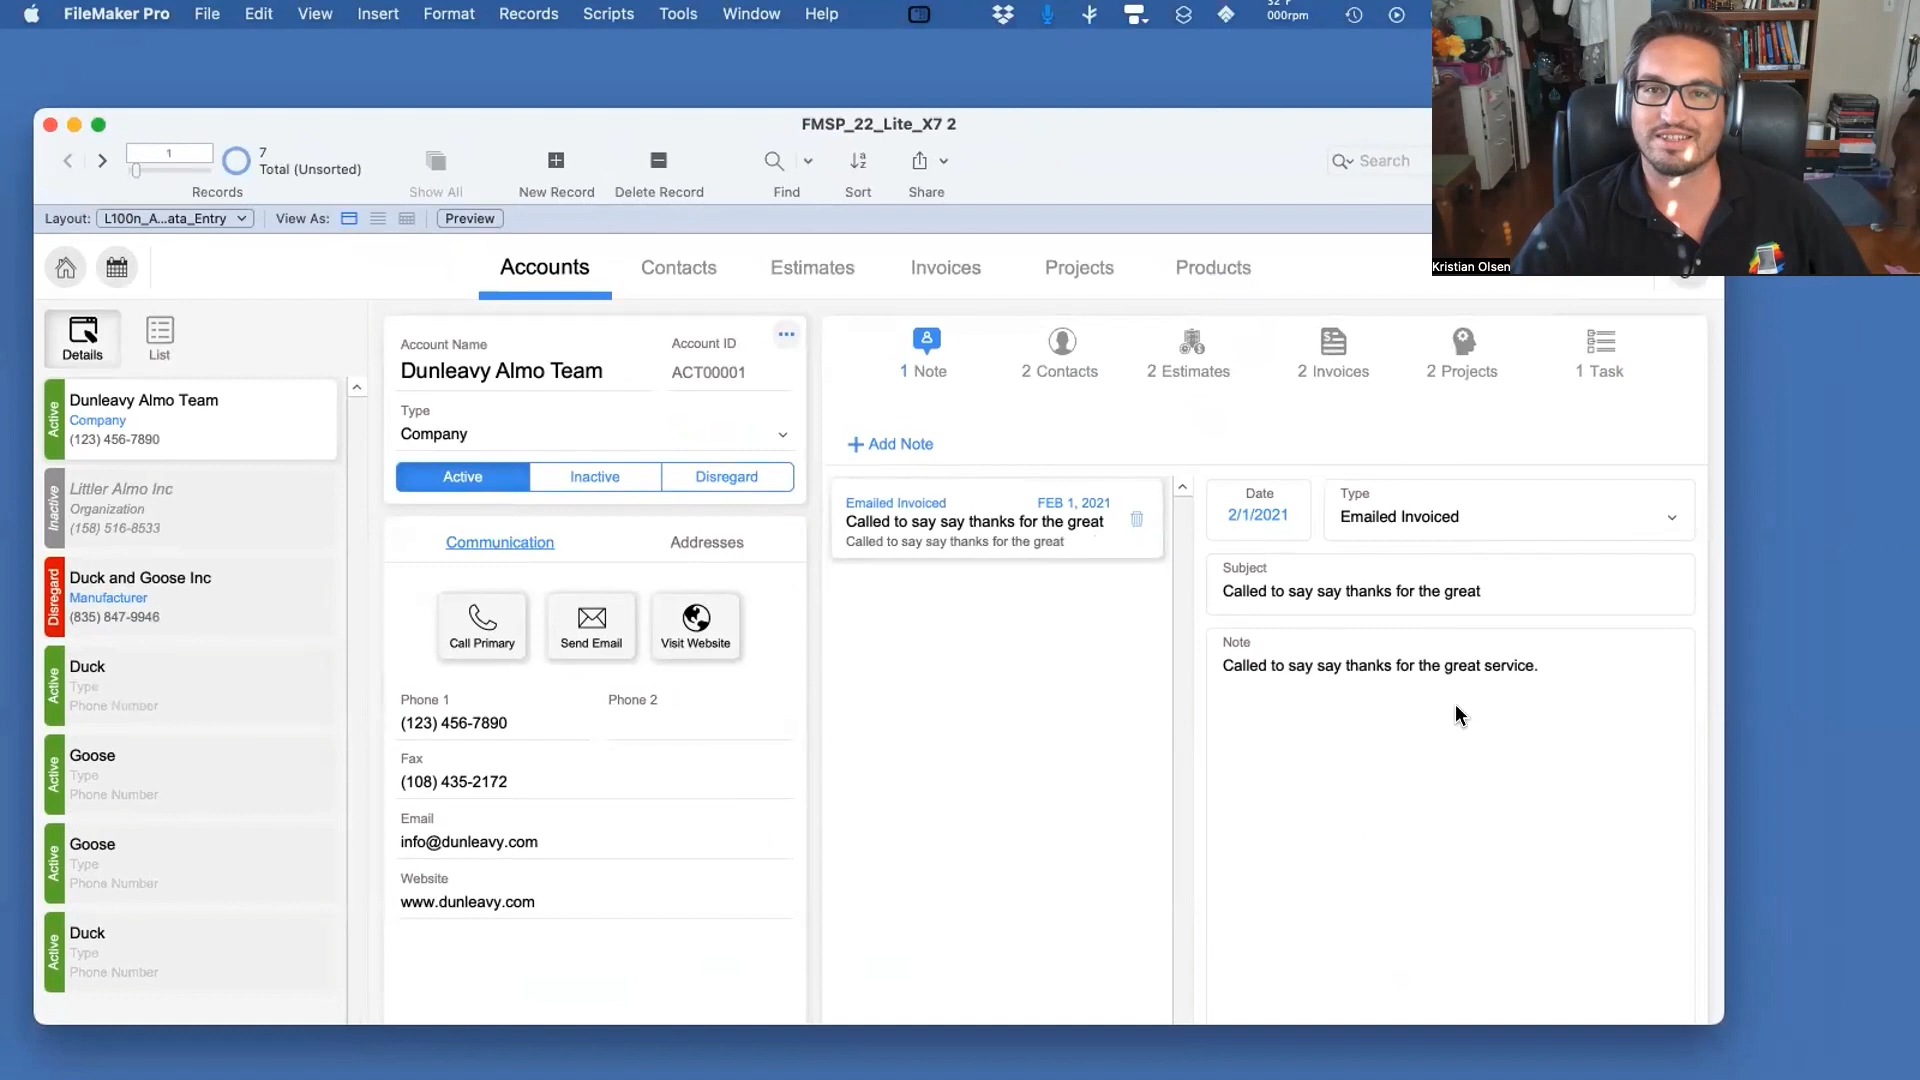 FileMaker Pro File Edit View Insert Format Records Scripts Tools Window Help
000rpm
Kristian Olsen
FMSP_22_Lite_X7 2
1
7
Total (Unsorted)
Search
Records Show All New Record Delete Record Find Sort Share
Layout: L100n_A...ata_Entry View As: Preview
Accounts Contacts Estimates Invoices Projects Products
Details List
Active
Dunleavy Almo Team
Company
(123) 456-7890
Inactive
Littler Almo Inc
Organization
(158) 516-8533
Disregard
Duck and Goose Inc
Manufacturer
(835) 847-9946
Active
Duck
Type
Phone Number
Active
Goose
Type
Phone Number
Active
Goose
Type
Phone Number
Active
Duck
Type
Phone Number
Account Name Account ID
Dunleavy Almo Team ACT00001
Type
Company
Active Inactive Disregard
Communication Addresses
Call Primary Send Email Visit Website
Phone 1 Phone 2
(123) 456-7890
Fax
(108) 435-2172
Email
info@dunleavy.com
Website
www.dunleavy.com
1 Note 2 Contacts 2 Estimates 2 Invoices 2 Projects 1 Task
+ Add Note
Emailed Invoiced FEB 1, 2021
Called to say say thanks for the great
Called to say say thanks for the great
Date
2/1/2021
Type
Emailed Invoiced
Subject
Called to say say thanks for the great
Note
Called to say say thanks for the great service.